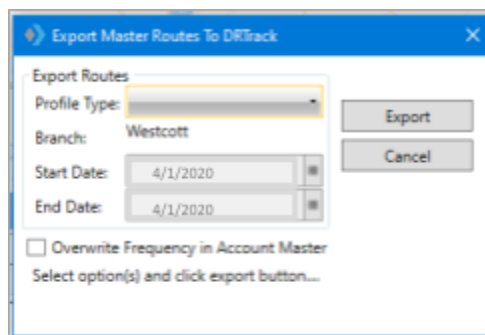 Export Master Routes To DRTrack
Export Routes
Profile Type:
Export
Branch: Westcott
Cancel
Start Date: 4/1/2020
End Date: 4/1/2020
Overwrite Frequency in Account Master
Select option(s) and click export button....